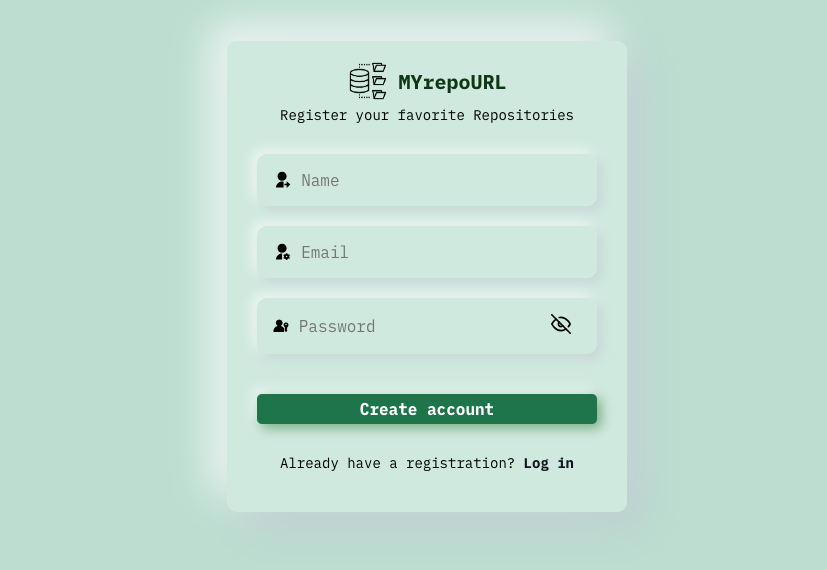 MYrepoURL
Register your favorite Repositories
Name
Email
Password
Create account
Already have a registration? Log in